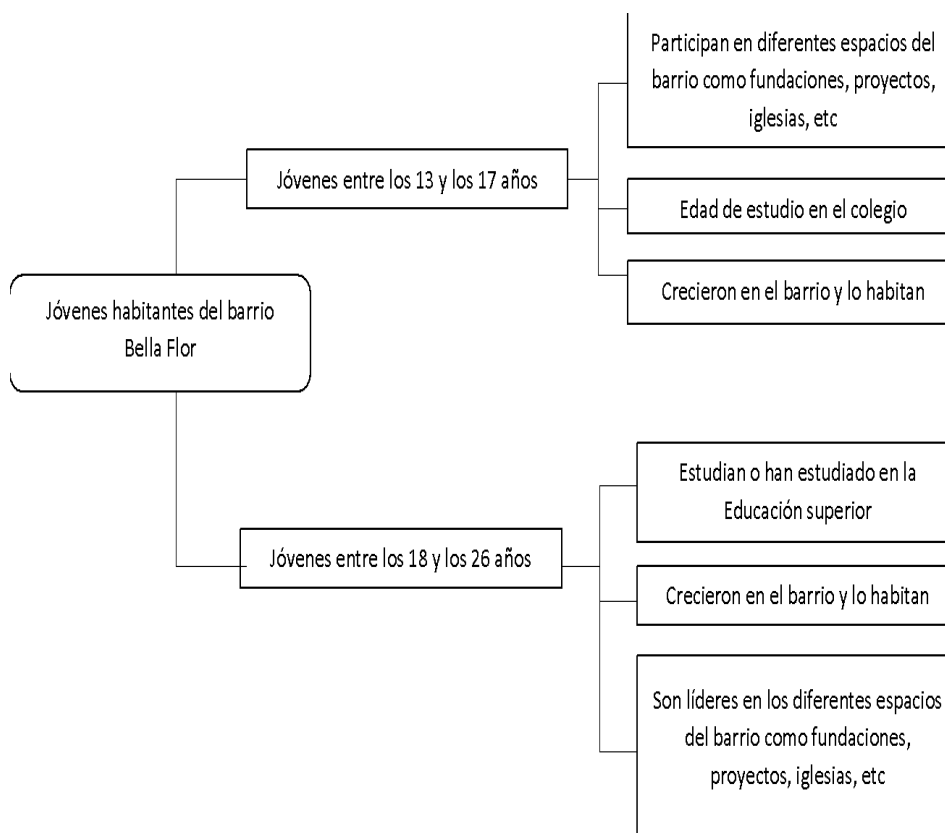 Participan en diferentes espacios del
barrio como fundaciones, proyectos,
iglesias, etc
Jóvenes entre los 13 y los 17 años
Edad de estudio en el colegio
Crecieron en el barrio y lo habitan
Jóvenes habitantes del barrio
Bella Flor
Estudian o han estudiado en la
Educación superior
Jóvenes entre los 18 y los 26 años
Crecieron en el barrio y lo habitan
Son líderes en los diferentes espacios
del barrio como fundaciones,
proyectos, iglesias, etc